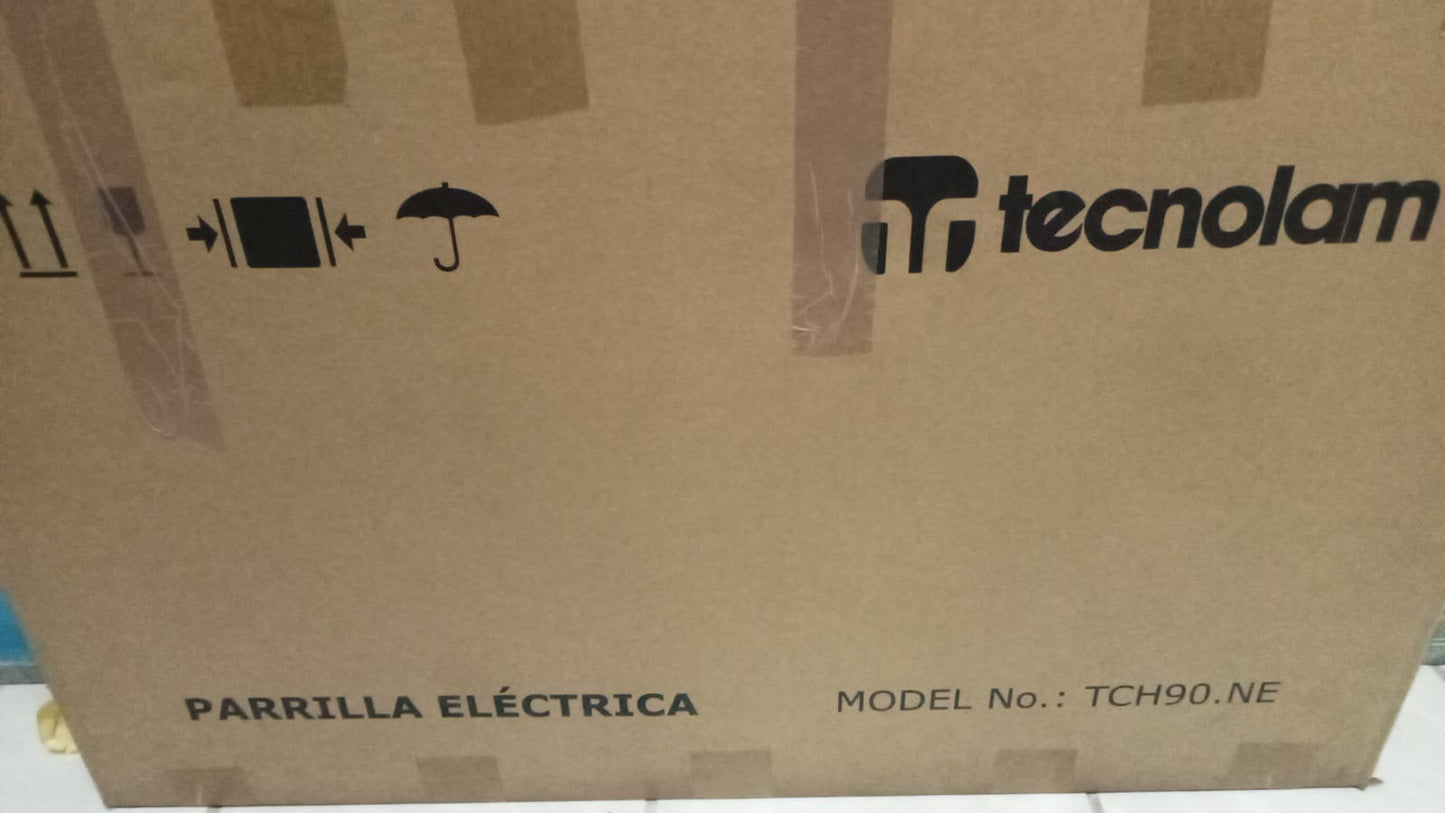 tecnolam
PARRILLA ELÉCTRICA
MODEL No.: TCH90.NE